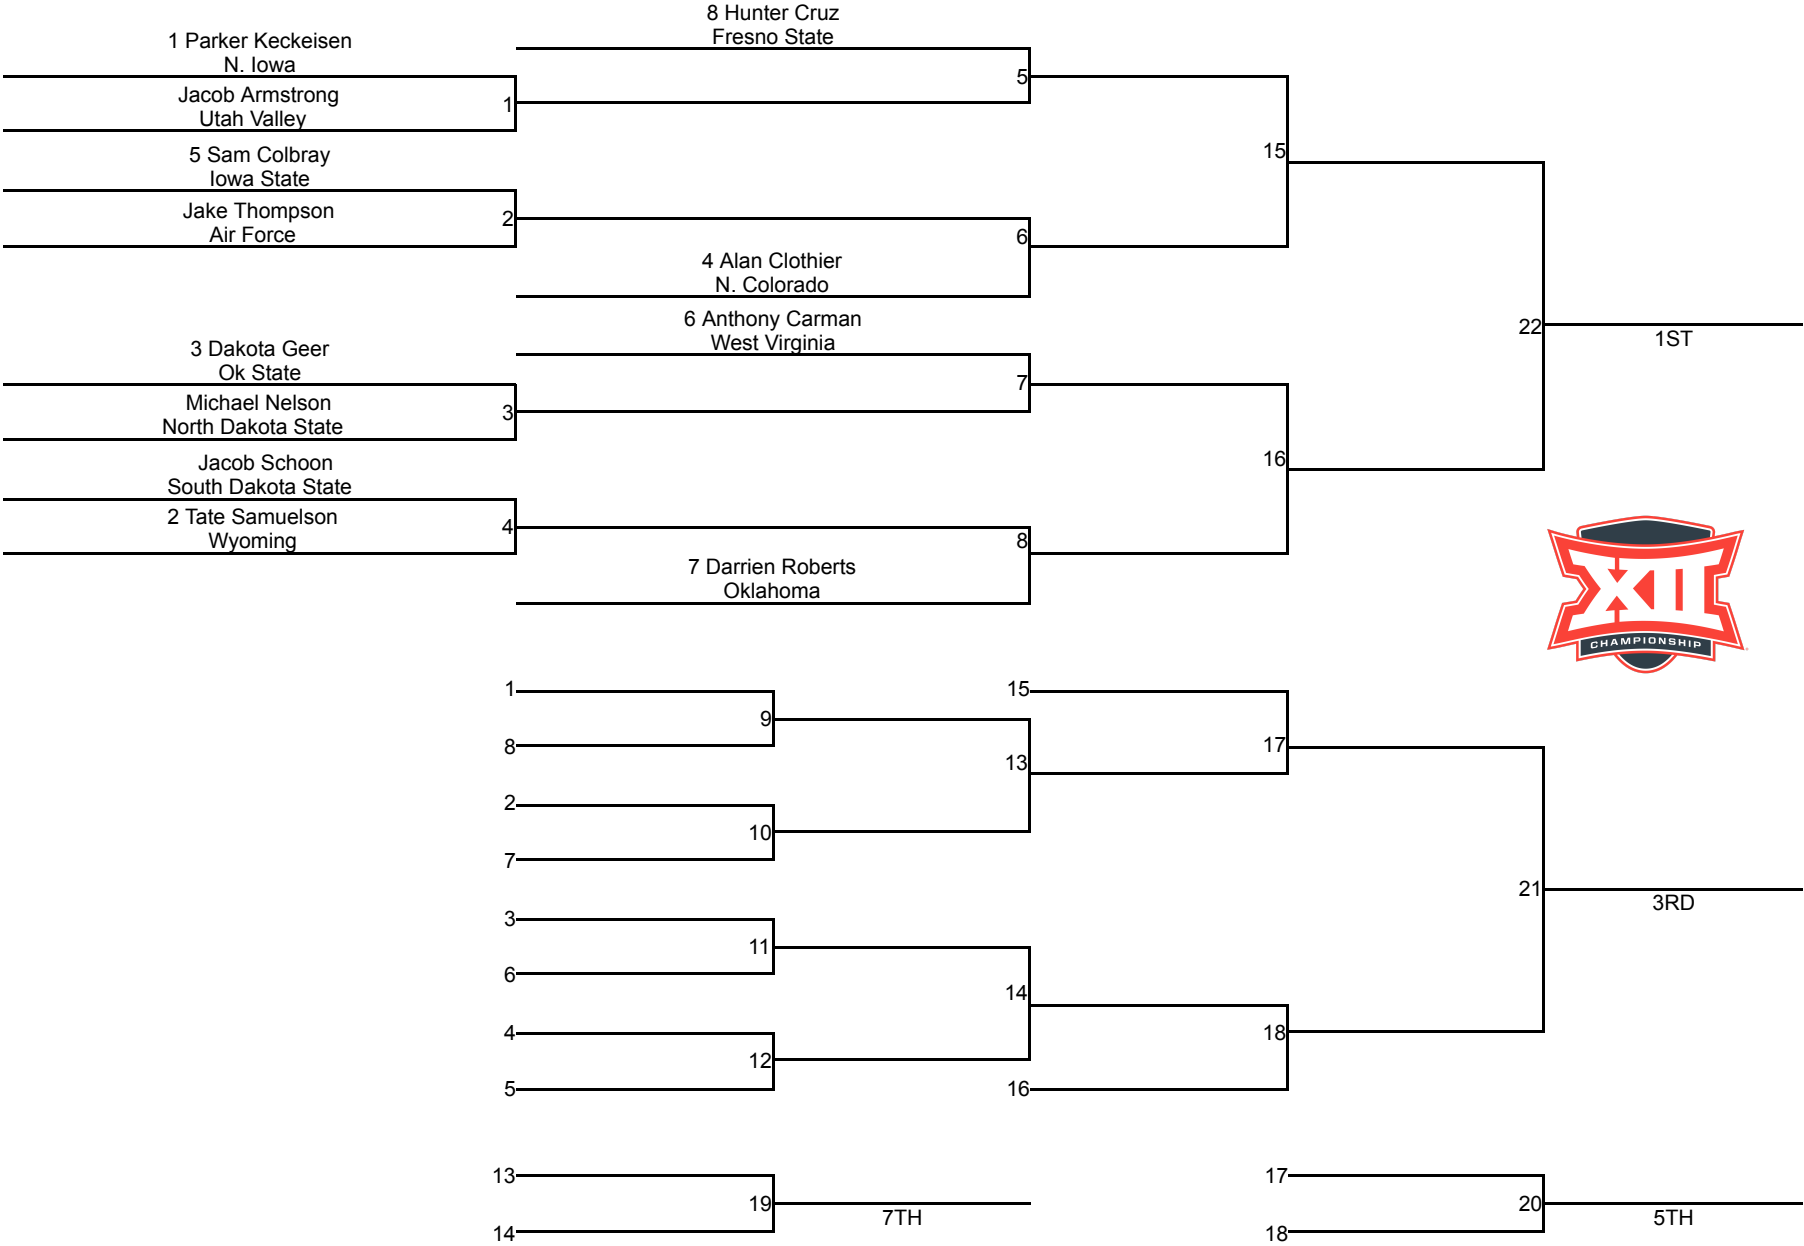 8 Hunter Cruz
Fresno State
1 Parker Keckeisen
N. Iowa
5
Jacob Armstrong
Utah Valley
1
5 Sam Colbray
Iowa State
15
Jake Thompson
Air Force
2
6
4 Alan Clothier
N. Colorado
6 Anthony Carman
West Virginia
22
1ST
3 Dakota Geer
Ok State
7
Michael Nelson
North Dakota State
3
Jacob Schoon
South Dakota State
16
2 Tate Samuelson
Wyoming
4
8
7 Darrien Roberts
Oklahoma
XII
CHAMPIONSHIP
1
15
9
8
17
13
2
10
7
21
3RD
3
11
6
14
4
18
12
5
16
13
17
19
7TH
20
5TH
14
18